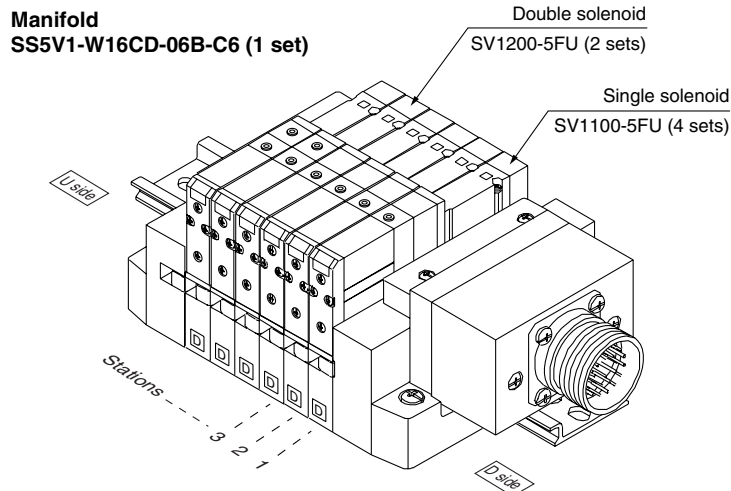 Manifold
SS5V1-W16CD-06B-C6 (1 set)
Double solenoid
SV1200-5FU (2 sets)
Single solenoid
SV1100-5FU (4 sets)
U side
D D D D D D
Stations
3
2
1
D side